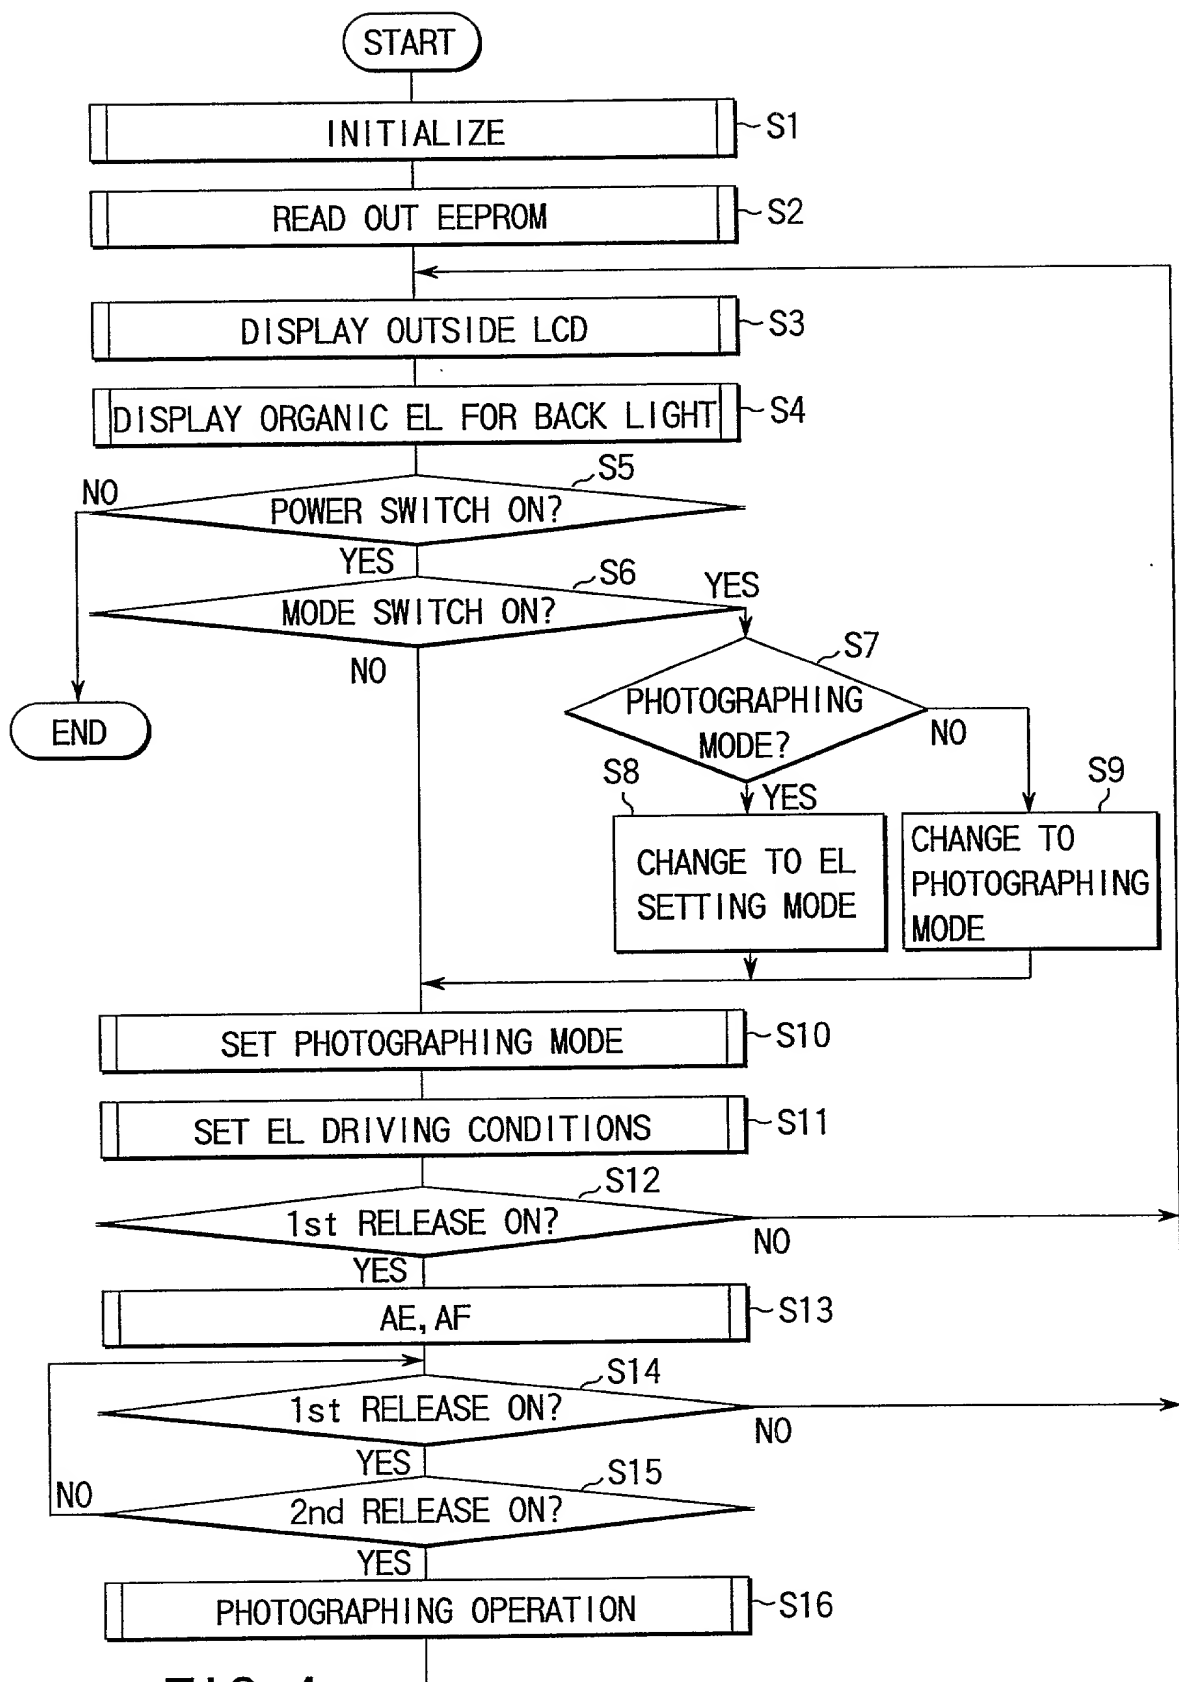 START
INITIALIZE
S1
READ OUT EEPROM
S2
DISPLAY OUTSIDE LCD
S3
DISPLAY ORGANIC EL FOR BACK LIGHT
S4
S5
NO
POWER SWITCH ON?
YES
S6
YES
MODE SWITCH ON?
NO
S7
PHOTOGRAPHING
MODE?
NO
END
S8
YES
S9
CHANGE TO EL
SETTING MODE
CHANGE TO
PHOTOGRAPHING
MODE
SET PHOTOGRAPHING MODE
S10
SET EL DRIVING CONDITIONS
S11
S12
1st RELEASE ON?
NO
YES
AE, AF
S13
S14
1st RELEASE ON?
NO
YES
S15
NO
2nd RELEASE ON?
YES
PHOTOGRAPHING OPERATION
S16